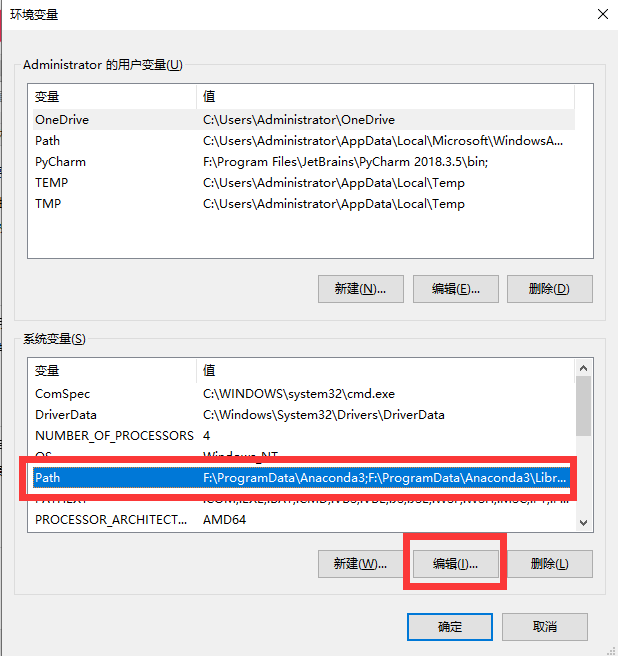 环境变量
Administrator 的用户变量(U)
变量 值
OneDrive C:\Users\Administrator\OneDrive
Path C:\Users\Administrator\AppData\Local\Microsoft\WindowsA...
PyCharm F:\Program Files\JetBrains\PyCharm 2018.3.5\bin;
TEMP C:\Users\Administrator\AppData\Local\Temp
TMP C:\Users\Administrator\AppData\Local\Temp
新建(N)... 编辑(E)... 删除(D)
系统变量(S)
变量 值
ComSpec C:\WINDOWS\system32\cmd.exe
DriverData C:\Windows\System32\Drivers\DriverData
NUMBER_OF_PROCESSORS 4
OS Windows_NT
Path F:\ProgramData\Anaconda3;F:\ProgramData\Anaconda3\Libr...
PROCESSOR_ARCHITECT... AMD64
新建(W)... 编辑(I)... 删除(L)
确定 取消